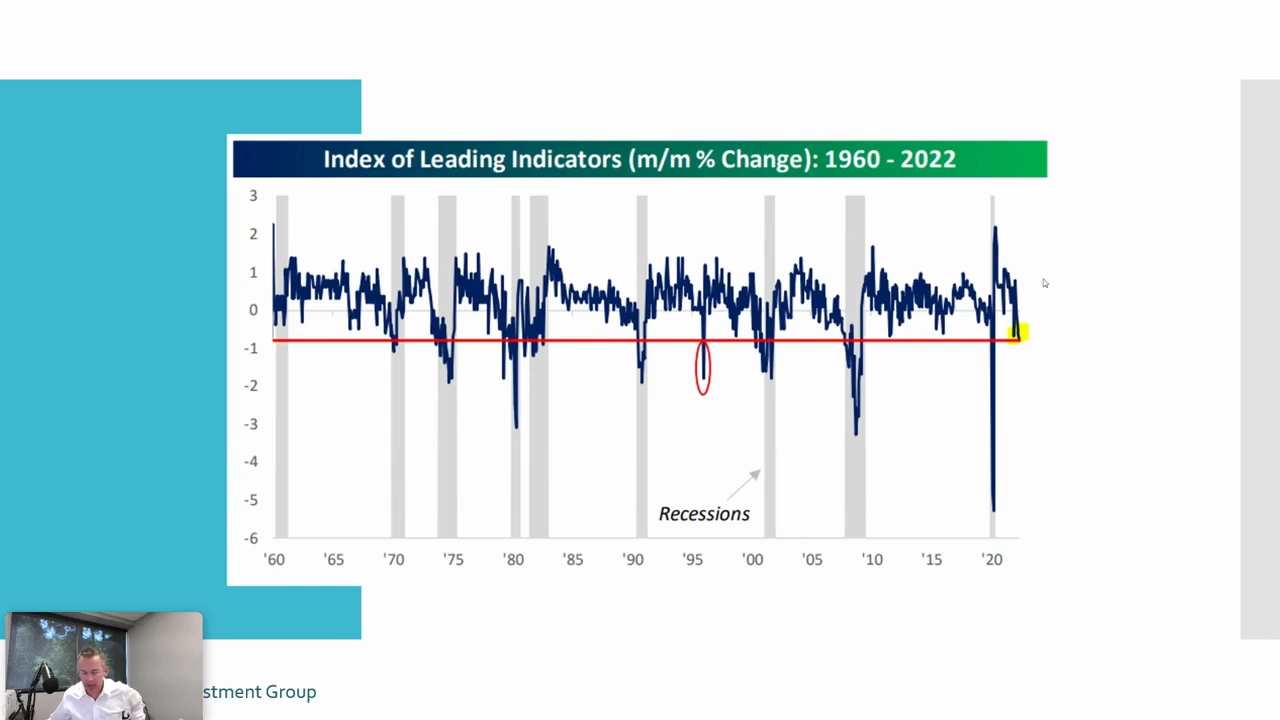 Index of Leading Indicators (m/m % Change): 1960 - 2022
3
2
1
0
-1
-2
-3
-4
-5
-6
Recessions
'60 '65 '70 '75 '80 '85 '90 '95 '00 '05 '10 '15 '20
stment Group